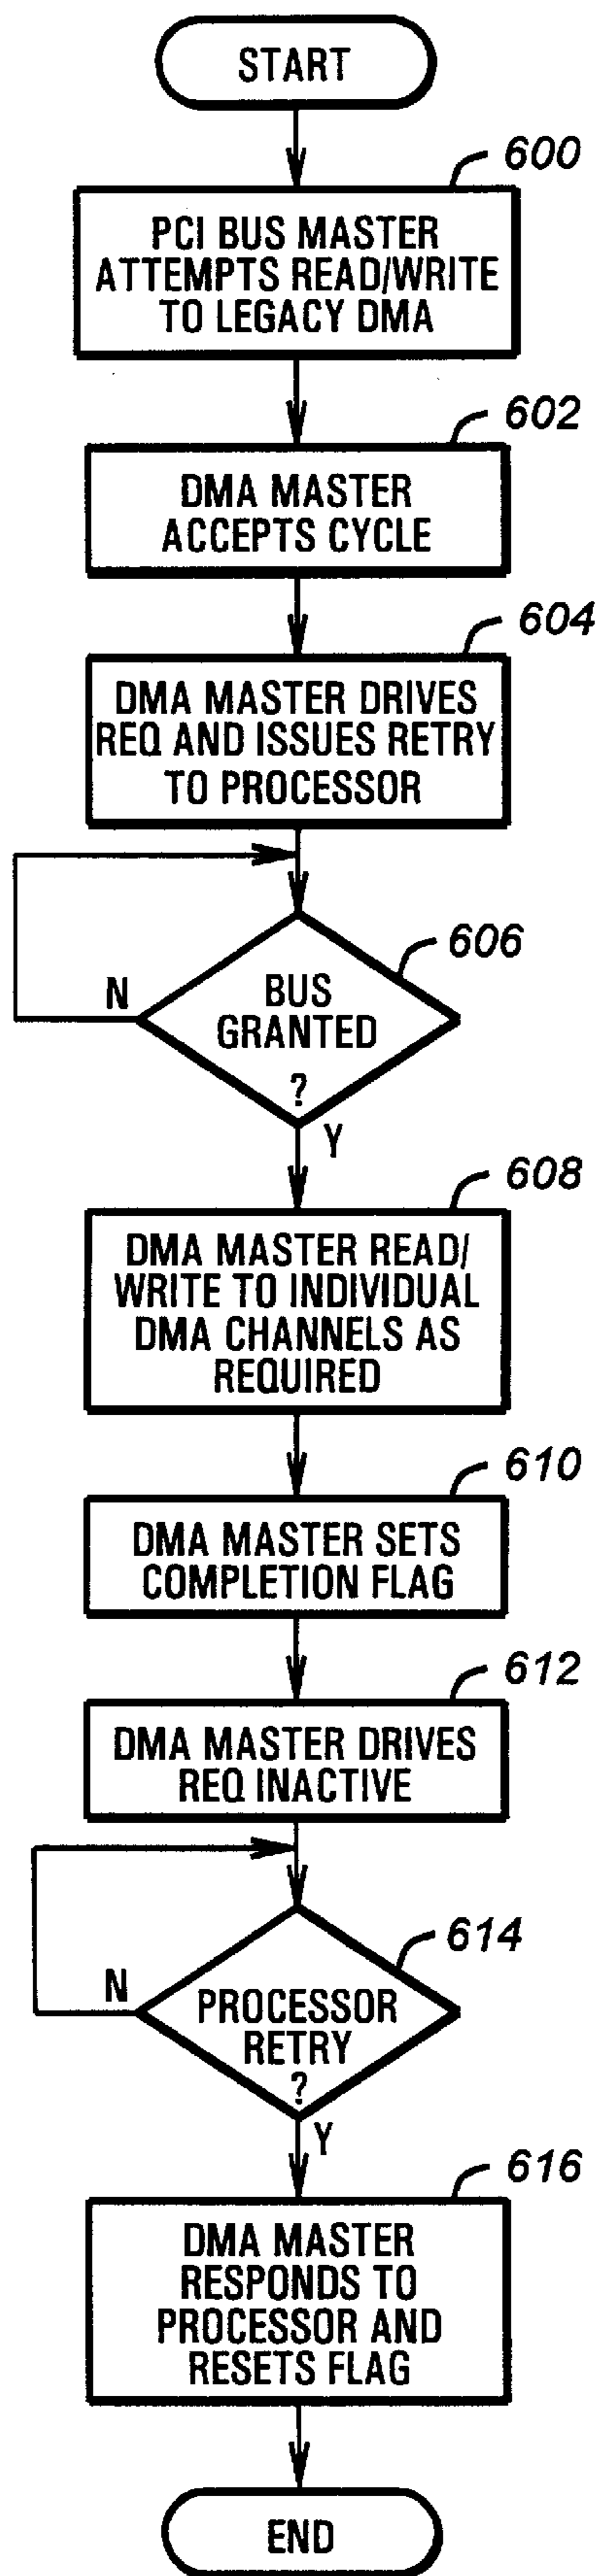 START
600
PCI BUS MASTER
ATTEMPTS READ/WRITE
TO LEGACY DMA
602
DMA MASTER
ACCEPTS CYCLE
604
DMA MASTER DRIVES
REQ AND ISSUES RETRY
TO PROCESSOR
606
N
BUS
GRANTED
?
Y
608
DMA MASTER READ/
WRITE TO INDIVIDUAL
DMA CHANNELS AS
REQUIRED
610
DMA MASTER SETS
COMPLETION FLAG
612
DMA MASTER DRIVES
REQ INACTIVE
614
N
PROCESSOR
RETRY
?
Y
616
DMA MASTER
RESPONDS TO
PROCESSOR AND
RESETS FLAG
END